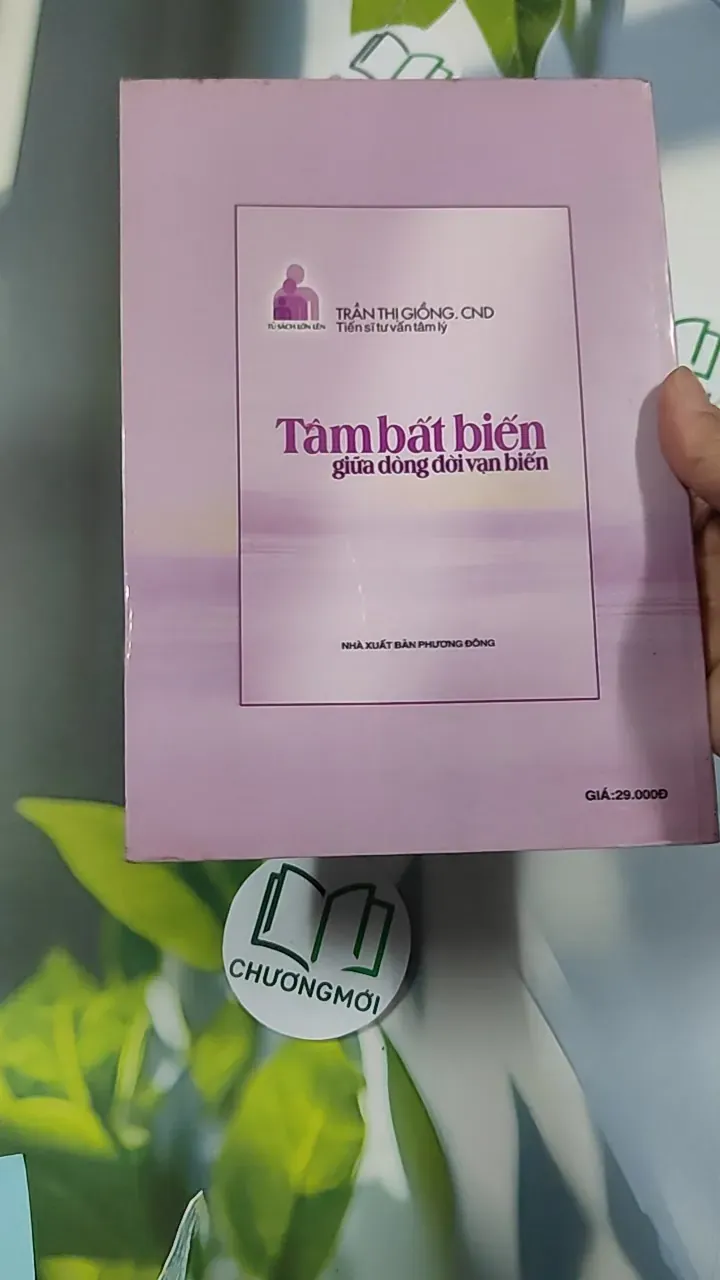 TỦ SÁCH LỚN LÊN
TRẦN THỊ GIỒNG. CND
Tiến sĩ tư vấn tâm lý
Tâm bất biến
giữa dòng đời vạn biến
NHÀ XUẤT BẢN PHƯƠNG ĐÔNG
GIÁ:29.000Đ
CHƯƠNGMỚI